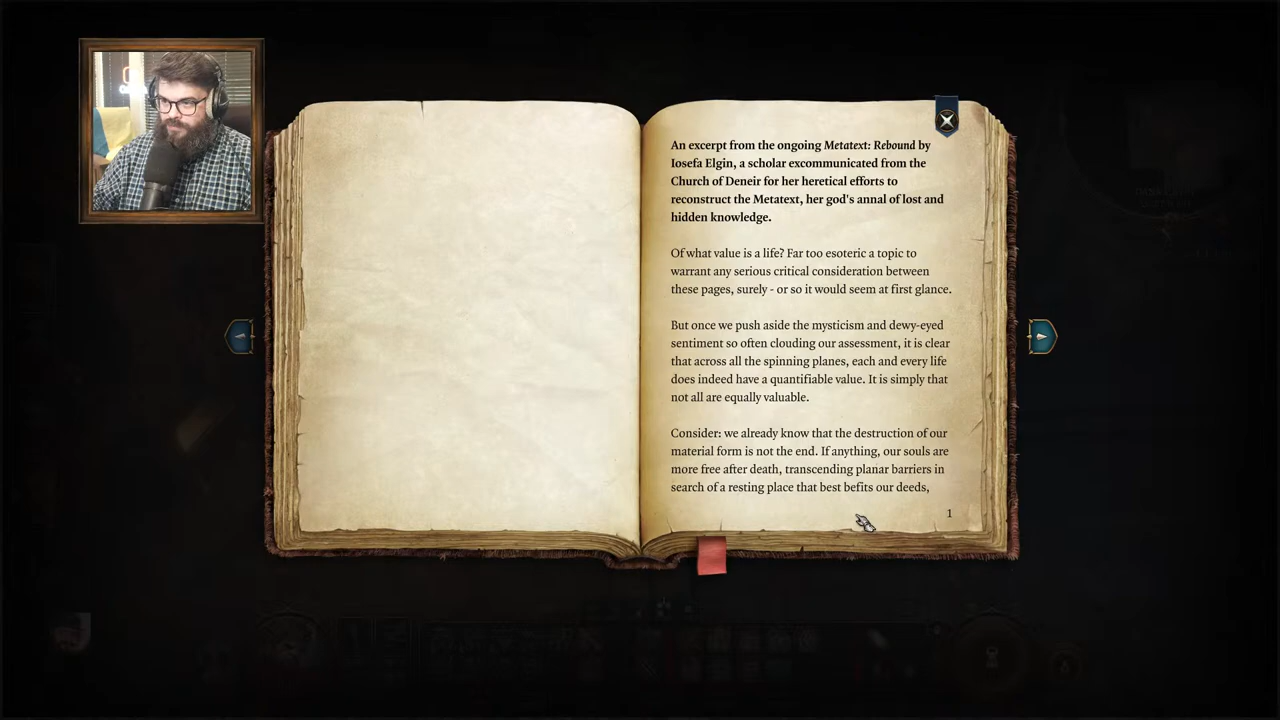 An excerpt from the ongoing Metatext: Rebound by
Iosefa Elgin, a scholar excommunicated from the
Church of Deneir for her heretical efforts to
reconstruct the Metatext, her god's annal of lost and
hidden knowledge.
Of what value is a life? Far too esoteric a topic to
warrant any serious critical consideration between
these pages, surely - or so it would seem at first glance.
But once we push aside the mysticism and dewy-eyed
sentiment so often clouding our assessment, it is clear
that across all the spinning planes, each and every life
does indeed have a quantifiable value. It is simply that
not all are equally valuable.
Consider: we already know that the destruction of our
material form is not the end. If anything, our souls are
more free after death, transcending planar barriers in
search of a resting place that best befits our deeds,
1